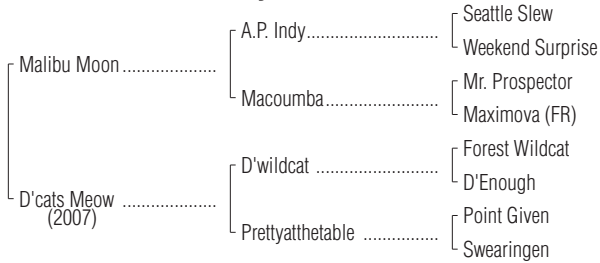 Seattle Slew
A.P. Indy
Weekend Surprise
Malibu Moon
Mr. Prospector
Macoumba
Maximova (FR)
Forest Wildcat
D'wildcat
D'Enough
D'cats Meow
(2007)
Point Given
Prettyatthetable
Swearingen